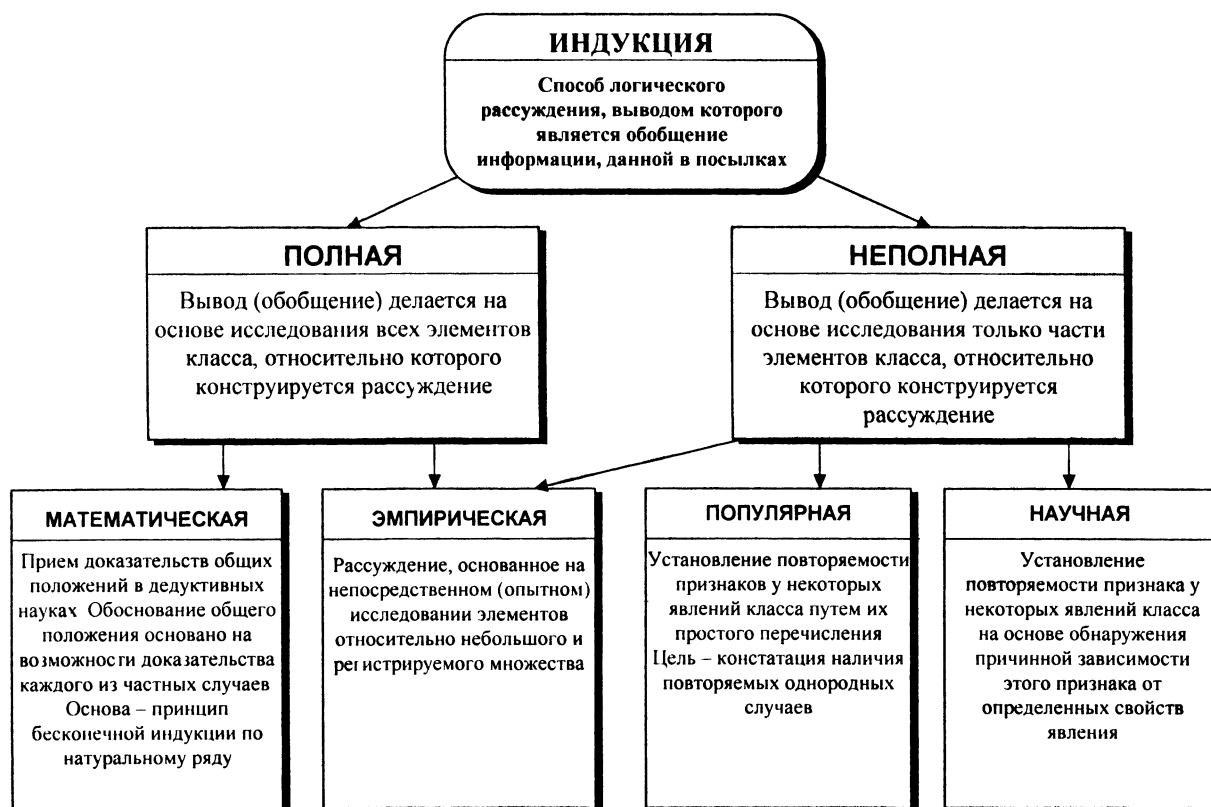 ИНДУКЦИЯ
Способ логического
рассуждения, выводом которого
является обобщение
информации, данной в посылках
ПОЛНАЯ
Вывод (обобщение) делается на
основе исследования всех элементов
класса, относительно которого
конструируется рассуждение
НЕПОЛНАЯ
Вывод (обобщение) делается на
основе исследования только части
элементов класса, относительно
которого конструируется
рассуждение
МАТЕМАТИЧЕСКАЯ
Прием доказательств общих
положений в дедуктивных
науках Обоснование общего
положения основано на
возможности доказательства
каждого из частных случаев
Основа – принцип
бесконечной индукции по
натуральному ряду
ЭМПИРИЧЕСКАЯ
Рассуждение, основанное на
непосредственном (опытном)
исследовании элементов
относительно небольшого и
регистрируемого множества
ПОПУЛЯРНАЯ
Установление повторяемости
признаков у некоторых
явлений класса путем их
простого перечисления
Цель – констатация наличия
повторяемых однородных
случаев
НАУЧНАЯ
Установление
повторяемости признака у
некоторых явлений класса
на основе обнаружения
причинной зависимости
этого признака от
определенных свойств
явления